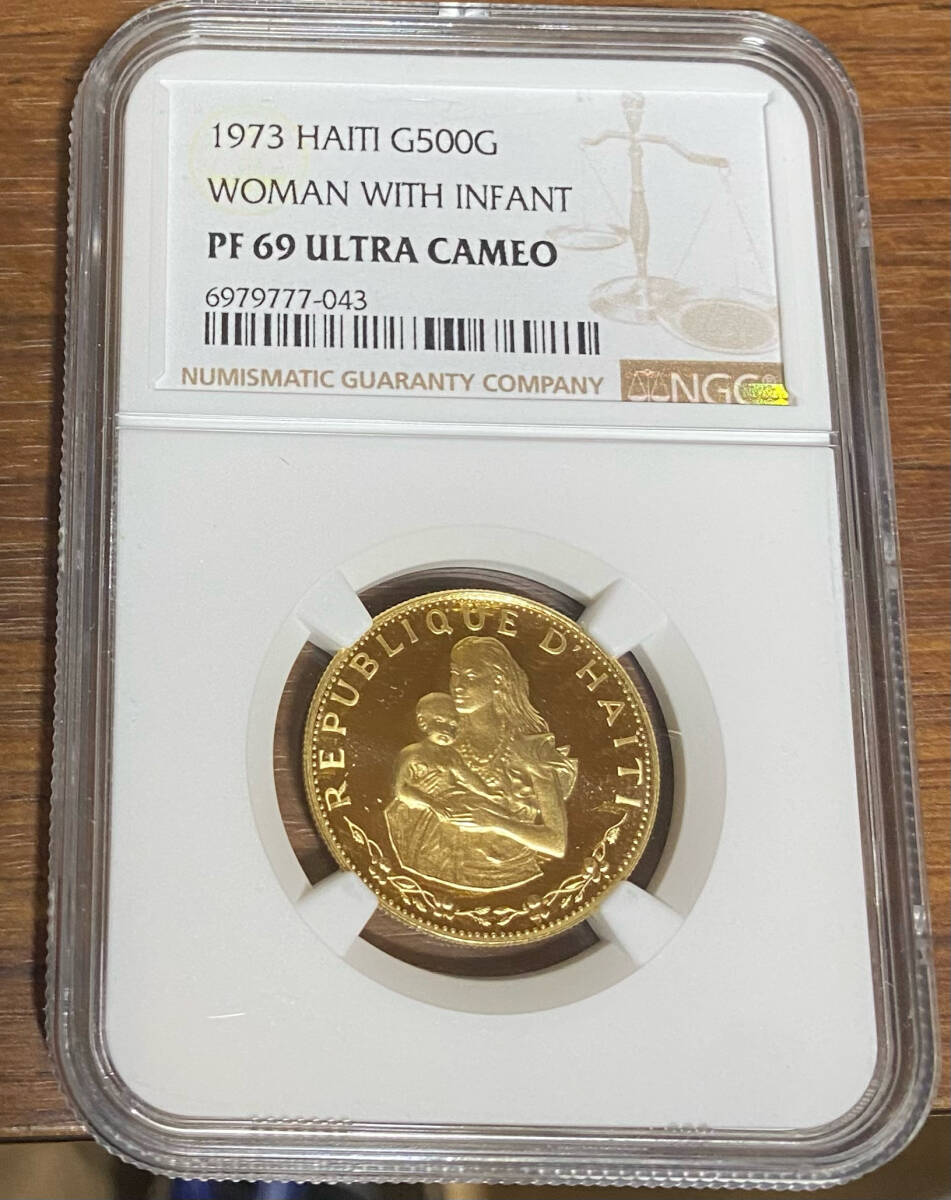 1973 HAITI G500G
WOMAN WITH INFANT
PF 69 ULTRA CAMEO
6979777-043
NUMISMATIC GUARANTY COMPANY
NGC
REPUBLIQUE D'HAITI